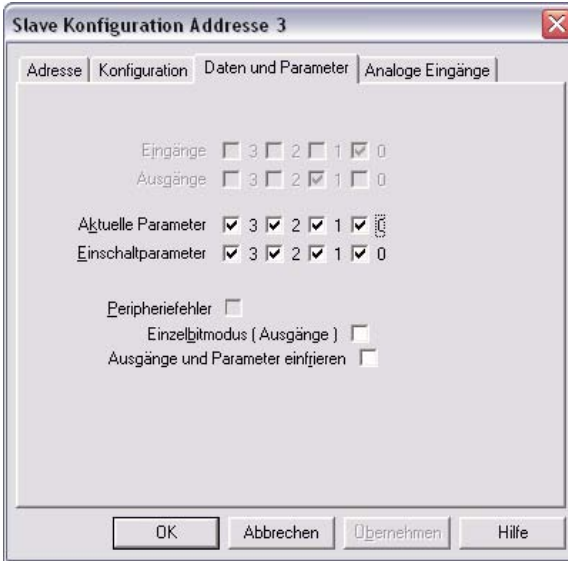 Slave Konfiguration Addresse 3
Adresse Konfiguration Daten und Parameter Analoge Eingänge
Eingänge 3 2 1 0
Ausgänge 3 2 1 0
Aktuelle Parameter 3 2 1 0
Einschaltparameter 3 2 1 0
Peripheriefehler
Einzelbitmodus ( Ausgänge )
Ausgänge und Parameter einfrieren
OK Abbrechen Übernehmen Hilfe